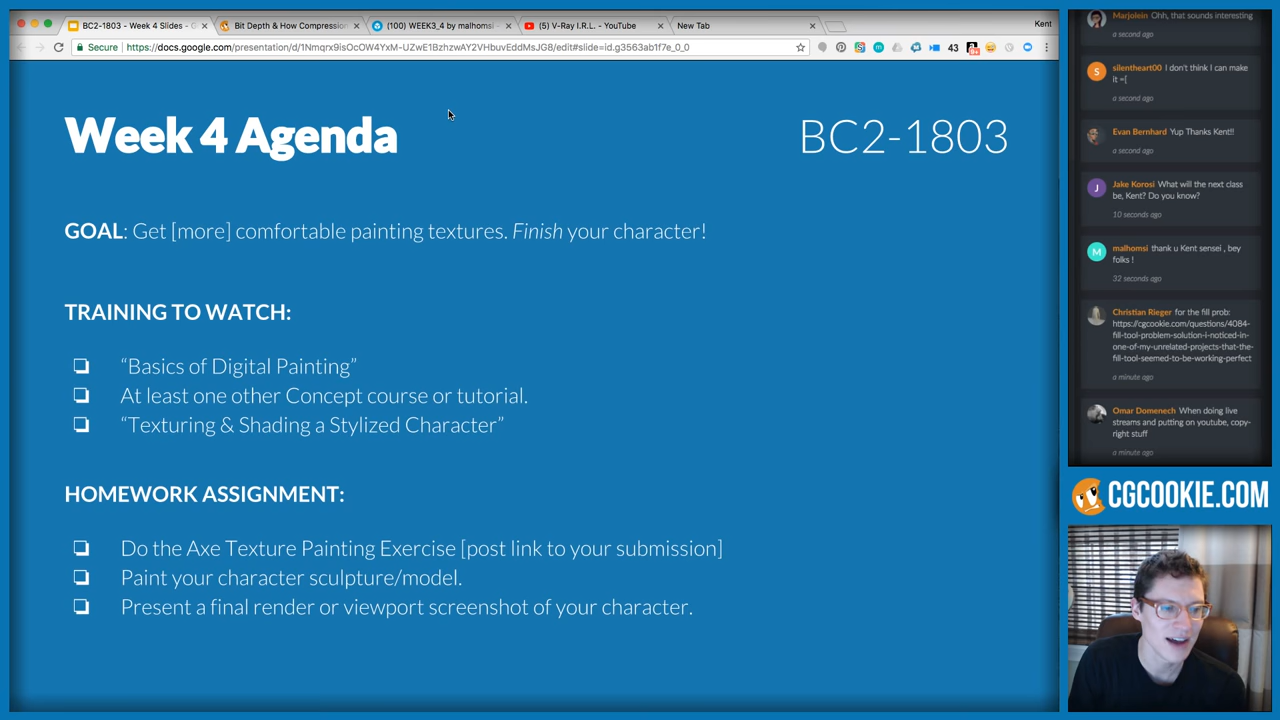 BC2-1803 - Week 4 Slides - G
Bit Depth & How Compression
(100) WEEK3_4 by malhomsi -
(5) V-Ray I.R.L. - YouTube
New Tab
Kent
Secure
https://docs.google.com/presentation/d/1Nmqrx9isOcOW4YxM-UZwE1BzhzwAY2VHbuvEddMsJG8/edit#slide=id.g3563ab1f7e_0_0
43
Week 4 Agenda
BC2-1803
GOAL: Get [more] comfortable painting textures. Finish your character!
TRAINING TO WATCH:
"Basics of Digital Painting"
At least one other Concept course or tutorial.
"Texturing & Shading a Stylized Character"
HOMEWORK ASSIGNMENT:
Do the Axe Texture Painting Exercise [post link to your submission]
Paint your character sculpture/model.
Present a final render or viewport screenshot of your character.
Marjolein Ohh, that sounds interesting
a second ago
S
silentheart00 I don't think I can make
it =[
a second ago
Evan Bernhard Yup Thanks Kent!!
a second ago
J
Jake Korosi What will the next class
be, Kent? Do you know?
10 seconds ago
M
malhomsi thank u Kent sensei , bey
folks !
32 seconds ago
Christian Rieger for the fill prob:
https://cgcookie.com/questions/4084-
fill-tool-problem-solution-i-noticed-in-
one-of-my-unrelated-projects-that-the-
fill-tool-seemed-to-be-working-perfect
a minute ago
Omar Domenech When doing live
streams and putting on youtube, copy-
right stuff
a minute ago
CGCOOKIE.COM